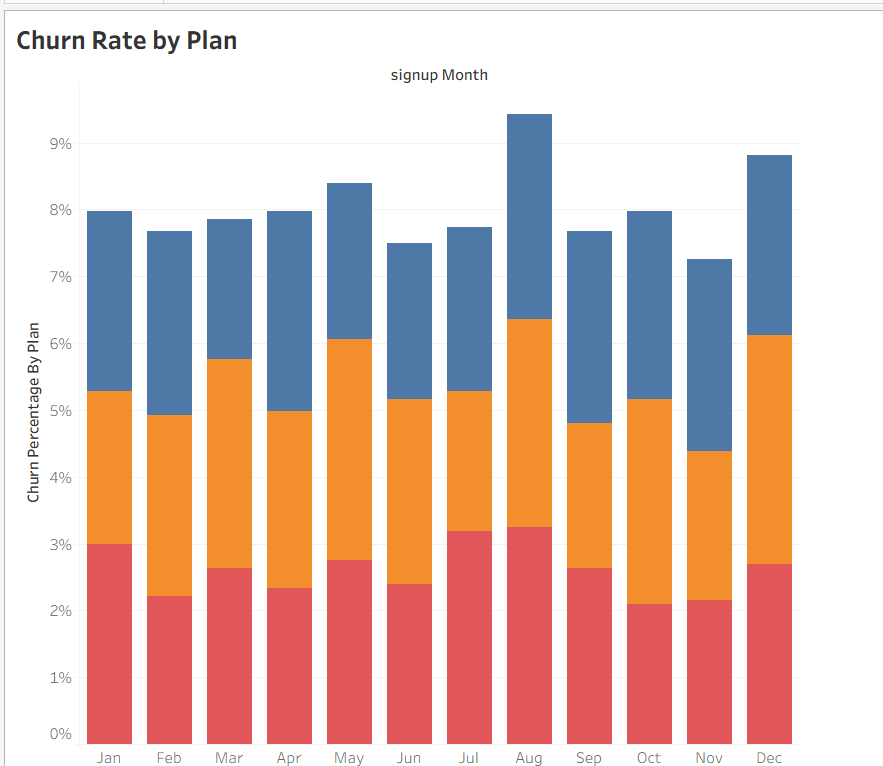 Churn Rate by Plan
signup Month
Churn Percentage By Plan
9%
8%
7%
6%
5%
4%
3%
2%
1%
0%
Jan Feb Mar Apr May Jun Jul Aug Sep Oct Nov Dec